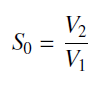 S₀ = V₂/V₁